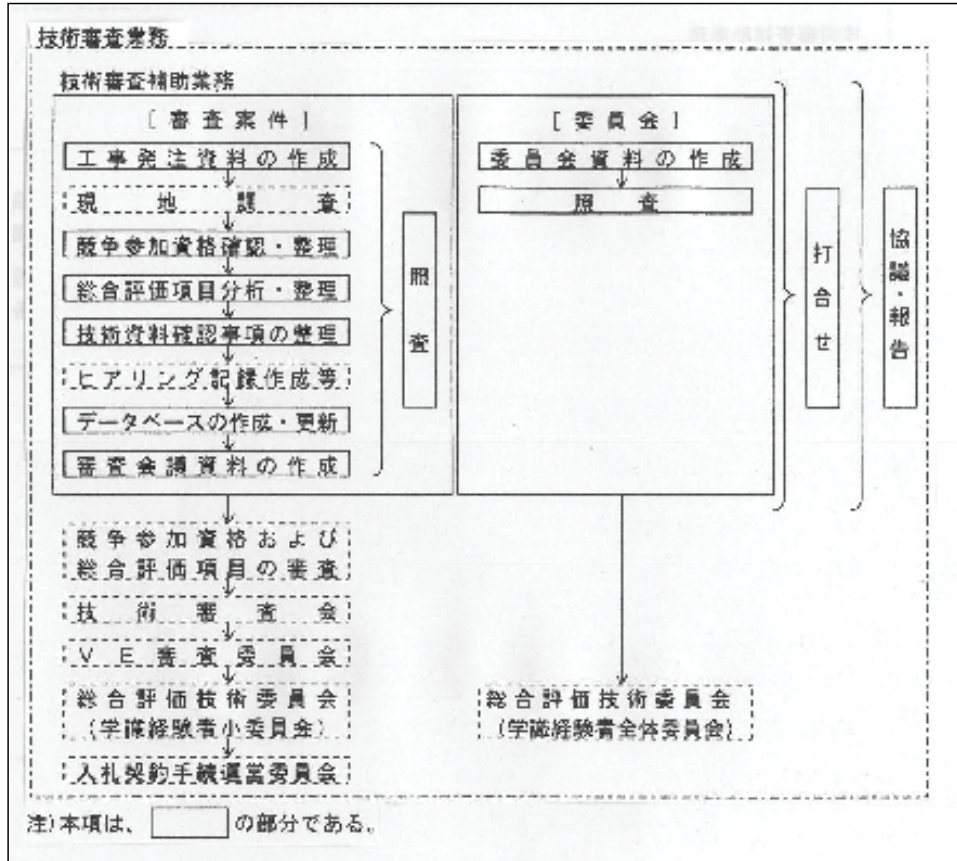 技術審査業務
技術審査補助業務
[審査案件]
工事発注資料の作成
現地調査
競争参加資格確認・整理
総合評価項目分析・整理
技術資料確認事項の整理
ヒアリング記録作成等
データベースの作成・更新
審査会議資料の作成
照査
[委員会]
委員会資料の作成
照査
打合せ
協議・報告
競争参加資格および
総合評価項目の審査
技術審査会
VE審査委員会
総合評価技術委員会
(学識経験者小委員会)
入札契約手続運営委員会
総合評価技術委員会
(学識経験者全体委員会)
注)本項は、 の部分である。